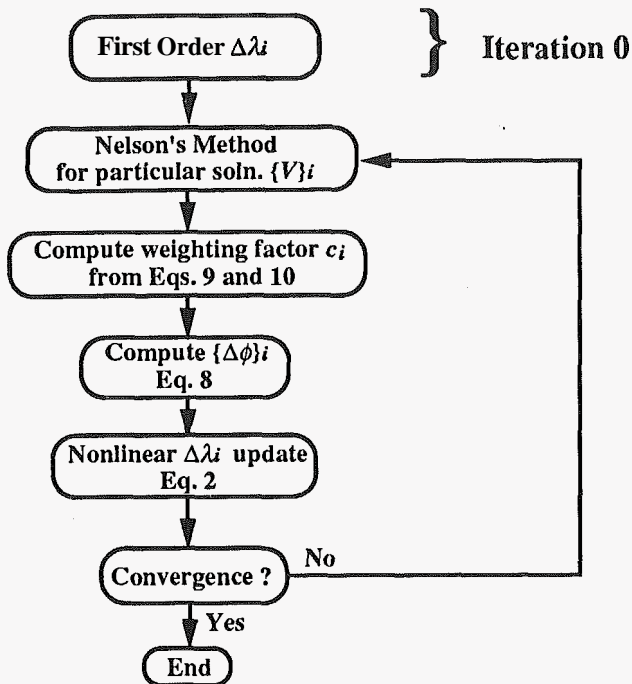 First Order Δλi
} Iteration 0
Nelson's Method
for particular soln. {V}i
Compute weighting factor ci
from Eqs. 9 and 10
Compute {Δϕ}i
Eq. 8
Nonlinear Δλi update
Eq. 2
Convergence ?
No
Yes
End